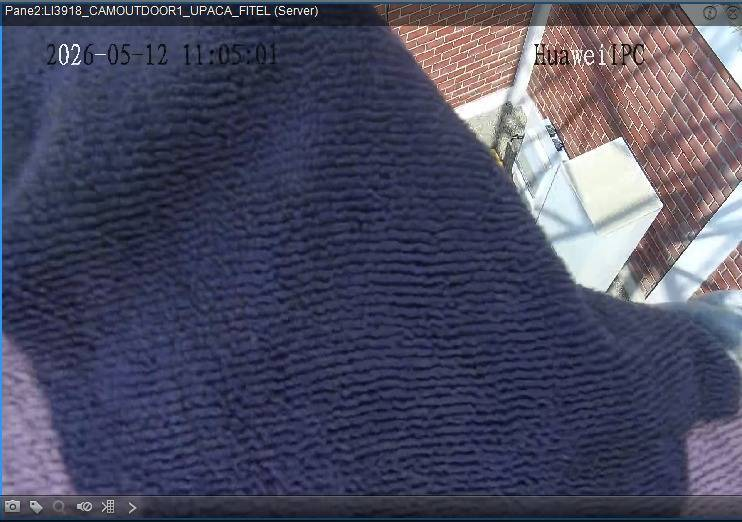 Pane2:LI3918_CAMOUTDOOR1_UPACA_FITEL (Server)
2026-05-12 11:05:01
HuaweiIPC